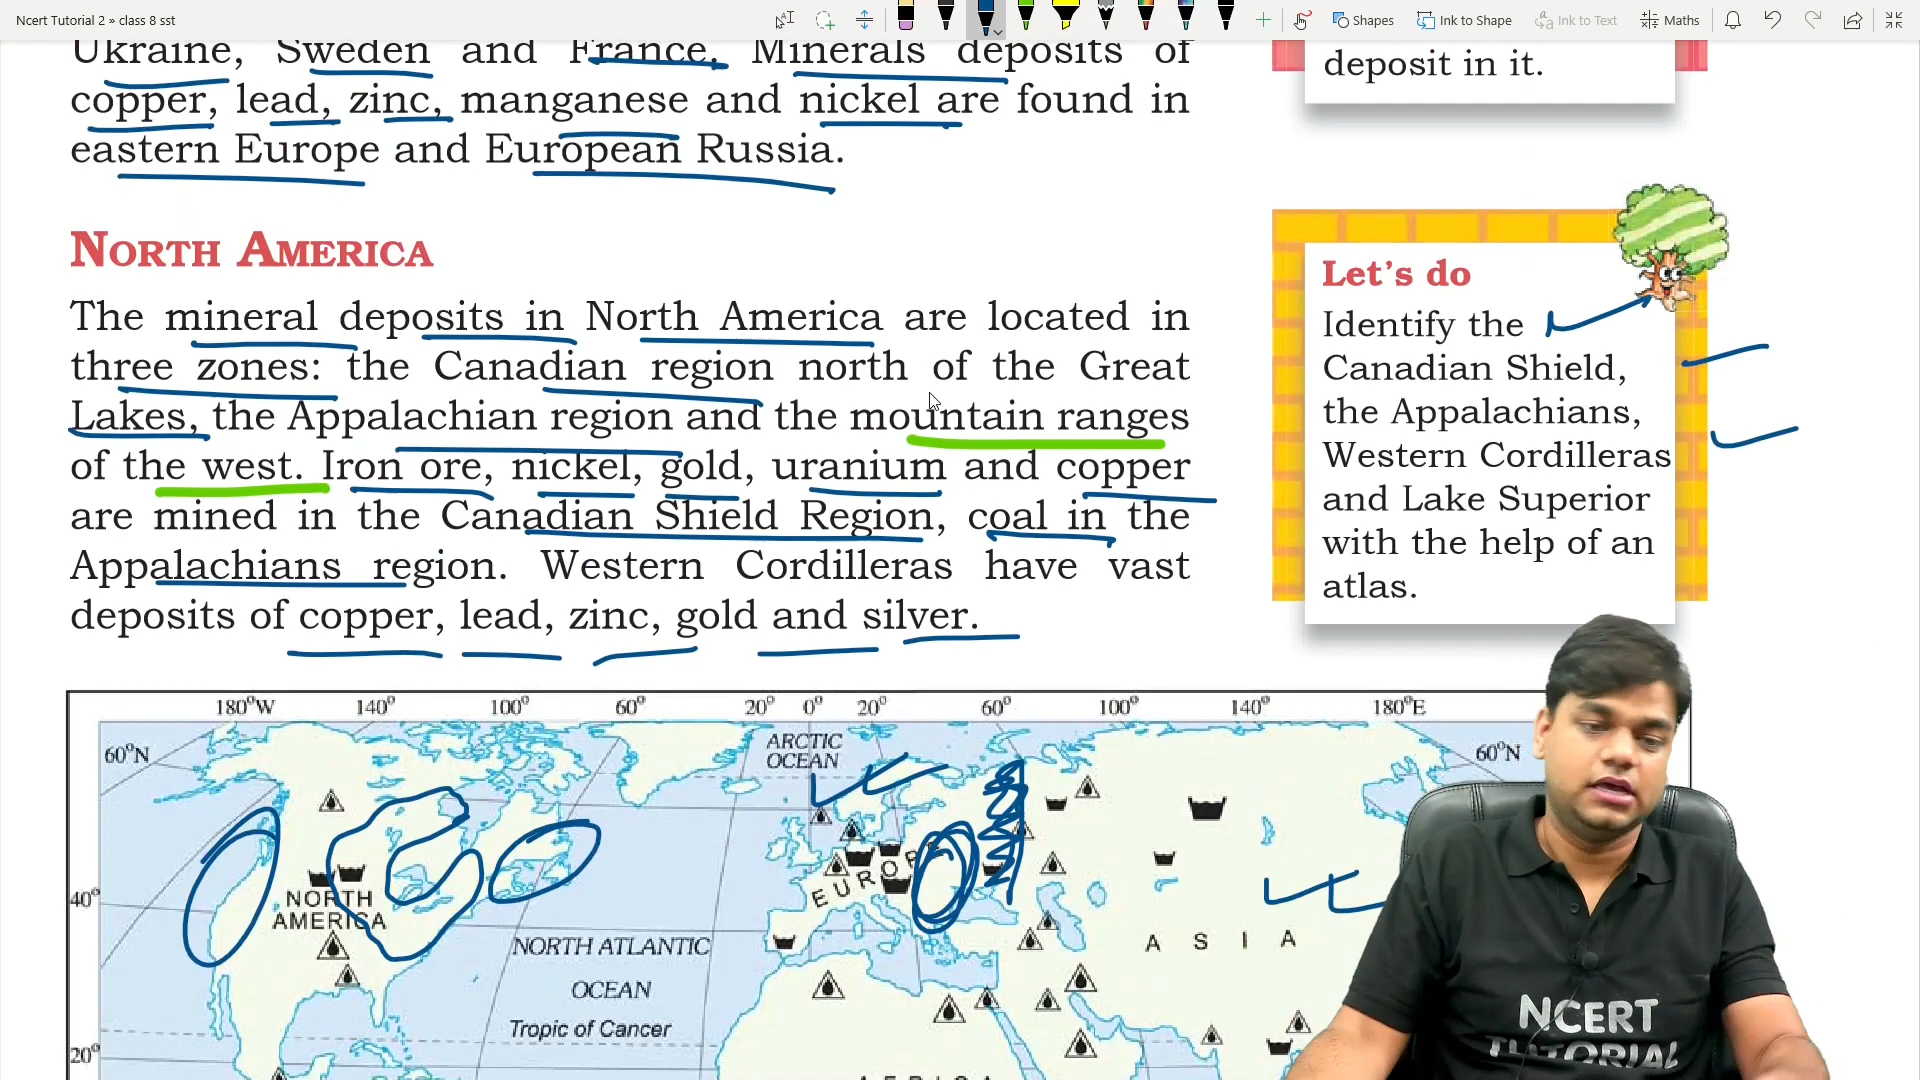 Ncert Tutorial 2 » class 8 sst
Shapes
Ink to Shape
Ink to Text
Maths
Ukraine, Sweden and France. Minerals deposits of
copper, lead, zinc, manganese and nickel are found in
eastern Europe and European Russia.
NORTH AMERICA
The mineral deposits in North America are located in
three zones: the Canadian region north of the Great
Lakes, the Appalachian region and the mountain ranges
of the west. Iron ore, nickel, gold, uranium and copper
are mined in the Canadian Shield Region, coal in the
Appalachians region. Western Cordilleras have vast
deposits of copper, lead, zinc, gold and silver.
deposit in it.
Let's do
Identify the
Canadian Shield,
the Appalachians,
Western Cordilleras
and Lake Superior
with the help of an
atlas.
180°W 140° 100° 60° 20° 0° 20° 60° 100° 140° 180°E
60°N
ARCTIC
OCEAN
60°N
40°
NORTH
AMERICA
EUROPE
NORTH ATLANTIC
OCEAN
ASIA
Tropic of Cancer
20°
NCERT
TUTORIAL